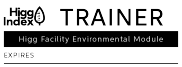 Higg Index TRAINER
Higg Facility Environmental Module
EXPIRES